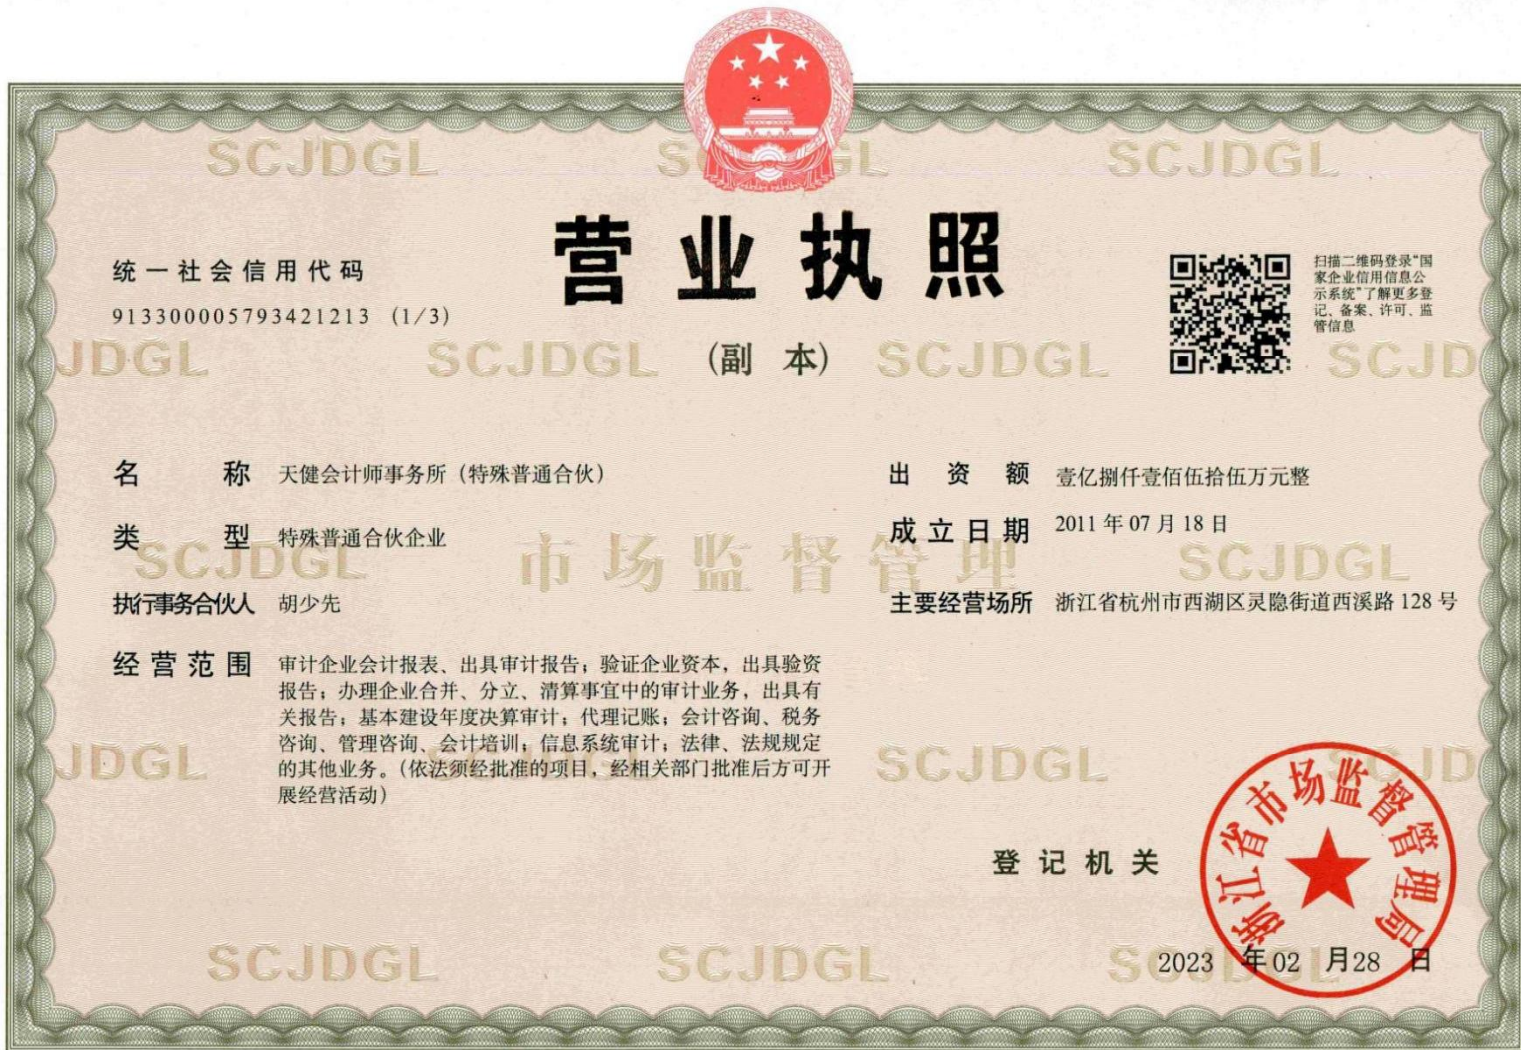 营业执照
(副 本)
统一社会信用代码
913300005793421213 (1/3)
扫描二维码登录“国
家企业信用信息公
示系统”了解更多登
记、备案、许可、监
管信息
名 称 天健会计师事务所（特殊普通合伙）
类 型 特殊普通合伙企业
执行事务合伙人 胡少先
经营范围 审计企业会计报表、出具审计报告；验证企业资本，出具验资
报告；办理企业合并、分立、清算事宜中的审计业务，出具有
关报告；基本建设年度决算审计；代理记账；会计咨询、税务
咨询、管理咨询、会计培训；信息系统审计；法律、法规规定
的其他业务。（依法须经批准的项目，经相关部门批准后方可开
展经营活动）
出 资 额 壹亿捌仟壹佰伍拾伍万元整
成立日期 2011年07月18日
主要经营场所 浙江省杭州市西湖区灵隐街道西溪路128号
登记机关
浙江省市场监督管理局
2023 年02 月28 日
SCJDGL
SCJDGL
SCJDGL
JDGL
SCJDGL
SCJDGL
SCJD
SCJDGL
市场监督管理
SCJDGL
JDGL
SCJDGL
SCJDGL
SCJD
SCJDGL
SCJDGL
SCJDGL